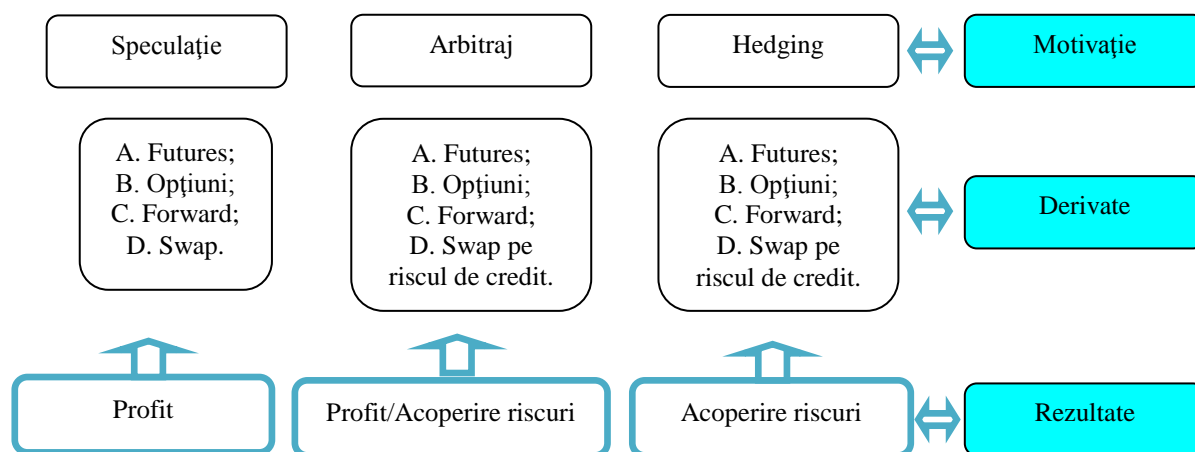 Speculaţie
Arbitraj
Hedging
Motivaţie
A. Futures;
B. Opţiuni;
C. Forward;
D. Swap.
A. Futures;
B. Opţiuni;
C. Forward;
D. Swap pe
riscul de credit.
A. Futures;
B. Opţiuni;
C. Forward;
D. Swap pe
riscul de credit.
Derivate
Profit
Profit/Acoperire riscuri
Acoperire riscuri
Rezultate